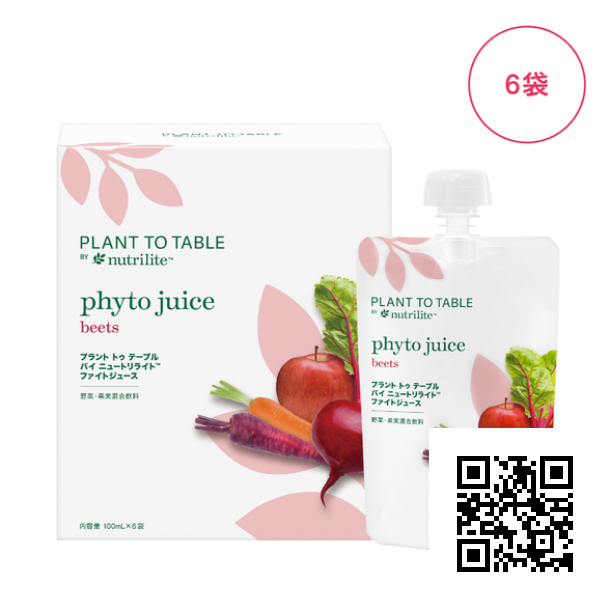 6袋
PLANT TO TABLE
PLANT TO TABLE
BY nutrilite™
phyto juice
beets
プラント トゥ テーブル
バイ ニュートリライト™
ファイトジュース
野菜・果実混合飲料
内容量 100mL×6袋
PLANT TO TABLE
BY nutrilite™
phyto juice
beets
プラント トゥ テーブル
バイ ニュートリライト™
ファイトジュース
野菜・果実混合飲料